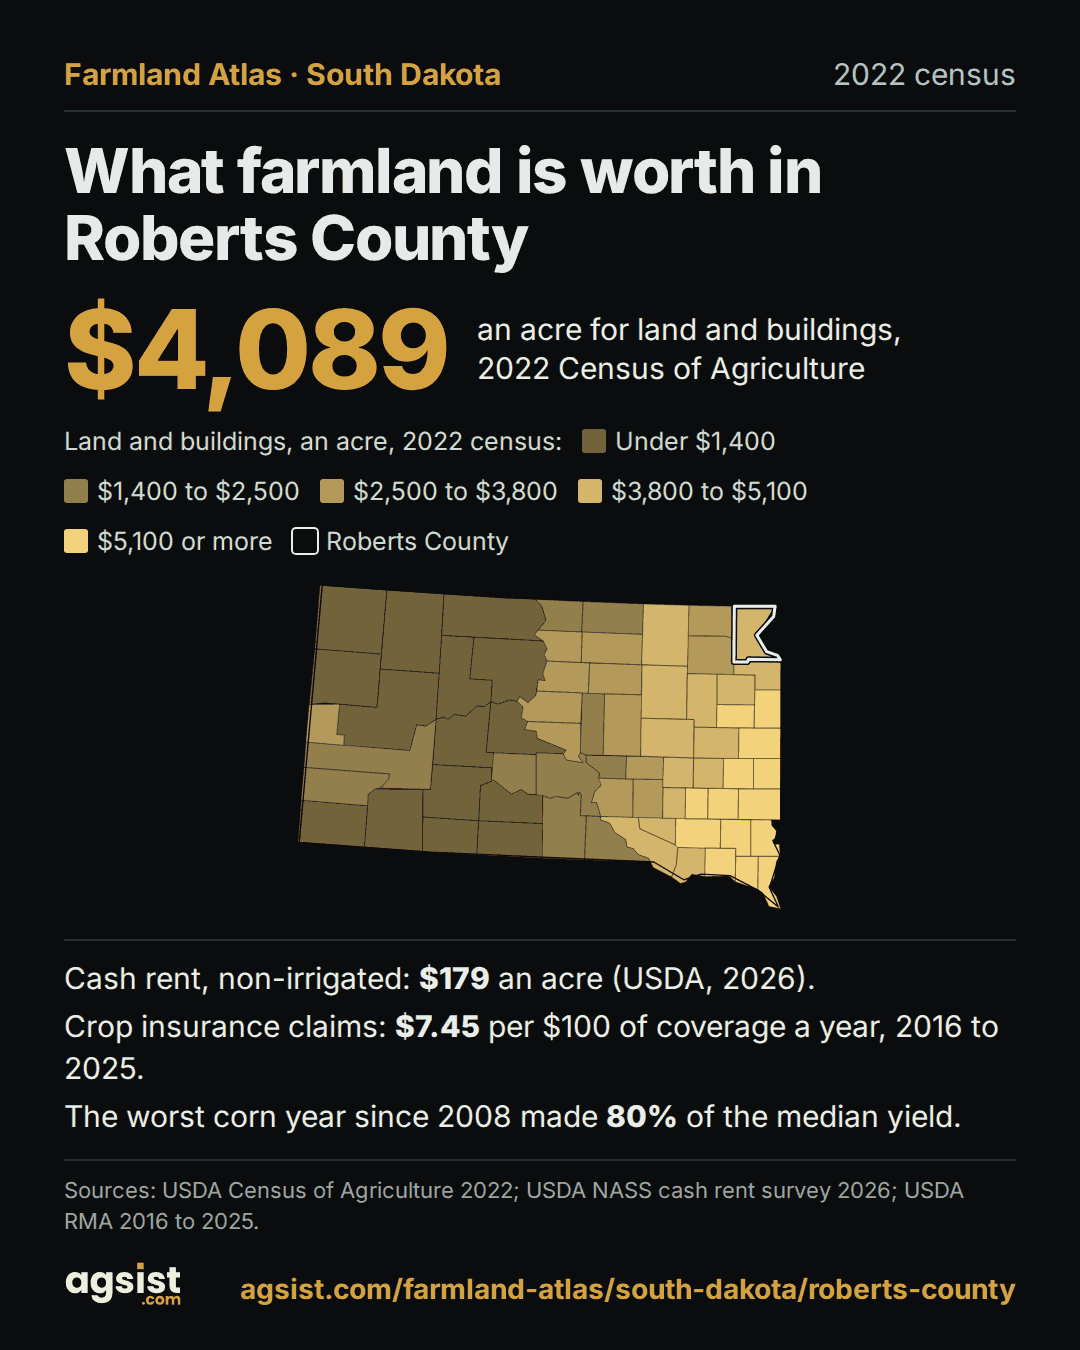 Farmland Atlas · South Dakota
2022 census
What farmland is worth in
Roberts County
$4,089
an acre for land and buildings,
2022 Census of Agriculture
Land and buildings, an acre, 2022 census:
Under $1,400
$1,400 to $2,500
$2,500 to $3,800
$3,800 to $5,100
$5,100 or more
Roberts County
Cash rent, non-irrigated: $179 an acre (USDA, 2026).
Crop insurance claims: $7.45 per $100 of coverage a year, 2016 to
2025.
The worst corn year since 2008 made 80% of the median yield.
Sources: USDA Census of Agriculture 2022; USDA NASS cash rent survey 2026; USDA
RMA 2016 to 2025.
agsist
.com
agsist.com/farmland-atlas/south-dakota/roberts-county